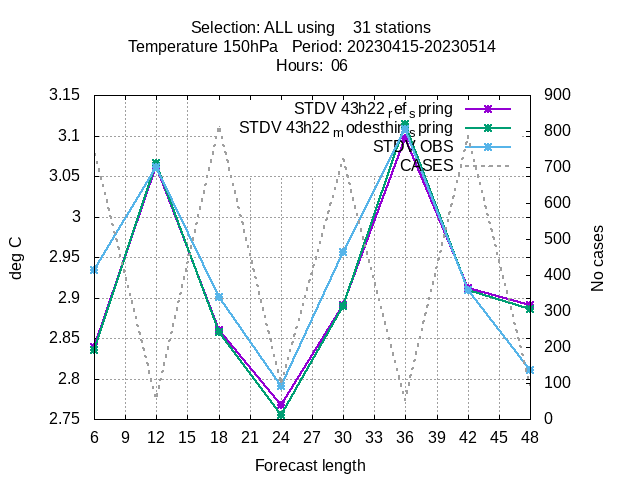 Selection: ALL using 31 stations
Temperature 150hPa Period: 20230415-20230514
Hours: 06
STDV 43h22_ref_spring
STDV 43h22_modesthin_spring
STDV OBS
CASES
3.15
3.1
3.05
3
2.95
2.9
2.85
2.8
2.75
deg C
900
800
700
600
500
400
300
200
100
0
No cases
6 9 12 15 18 21 24 27 30 33 36 39 42 45 48
Forecast length